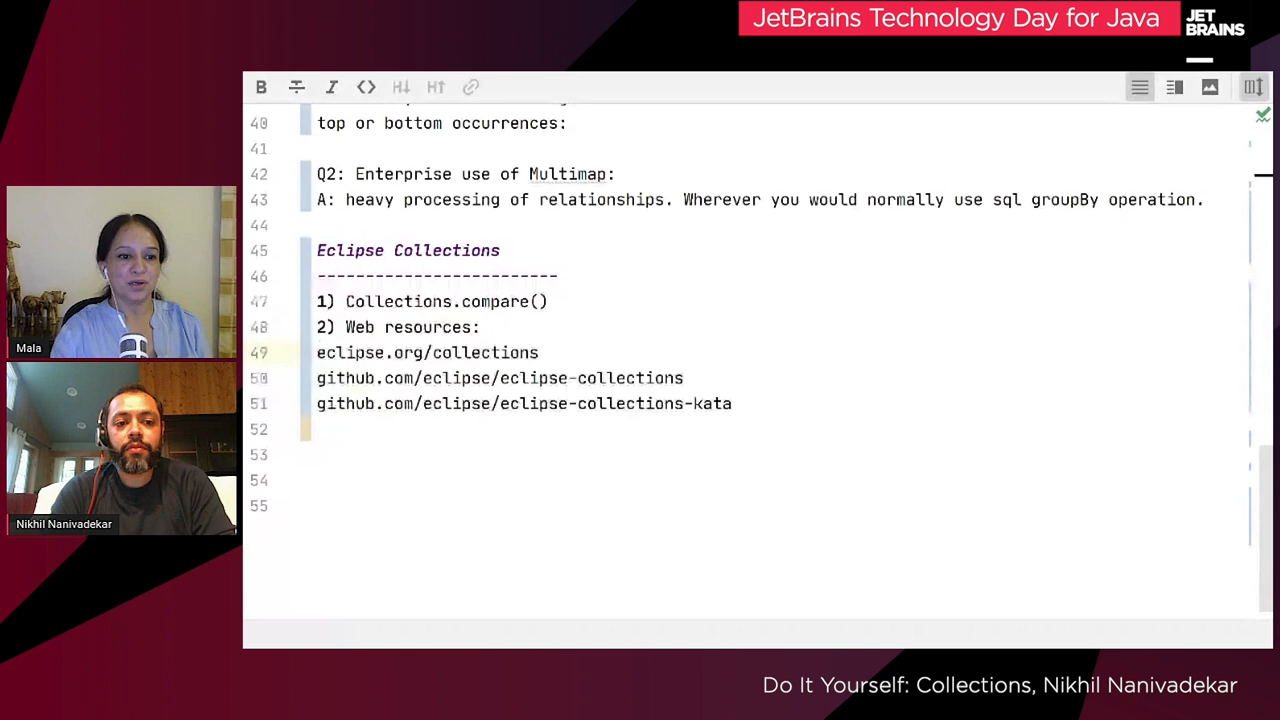 JetBrains Technology Day for Java
JET
BRAINS
B
I
H↓
H↑
40 top or bottom occurrences:
41
42 Q2: Enterprise use of Multimap:
43 A: heavy processing of relationships. Wherever you would normally use sql groupBy operation.
44
45 Eclipse Collections
46 -------------------------
47 1) Collections.compare()
48 2) Web resources:
49 eclipse.org/collections
50 github.com/eclipse/eclipse-collections
51 github.com/eclipse/eclipse-collections-kata
52
53
54
55
Mala
Nikhil Nanivadekar
Do It Yourself: Collections, Nikhil Nanivadekar